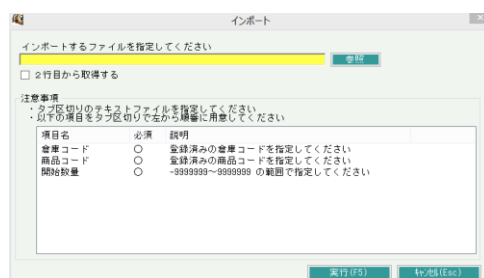 インポート
インポートするファイルを指定してください
参照
2行目から取得する
注意事項
・タブ区切りのテキストファイルを指定してください
・以下の項目をタブ区切りで左から順番に用意してください
項目名 必須 説明
倉庫コード ○ 登録済みの倉庫コードを指定してください
商品コード ○ 登録済みの商品コードを指定してください
開始数量 ○ -9999999～9999999 の範囲で指定してください
実行(F5) ｷｬﾝｾﾙ(Esc)